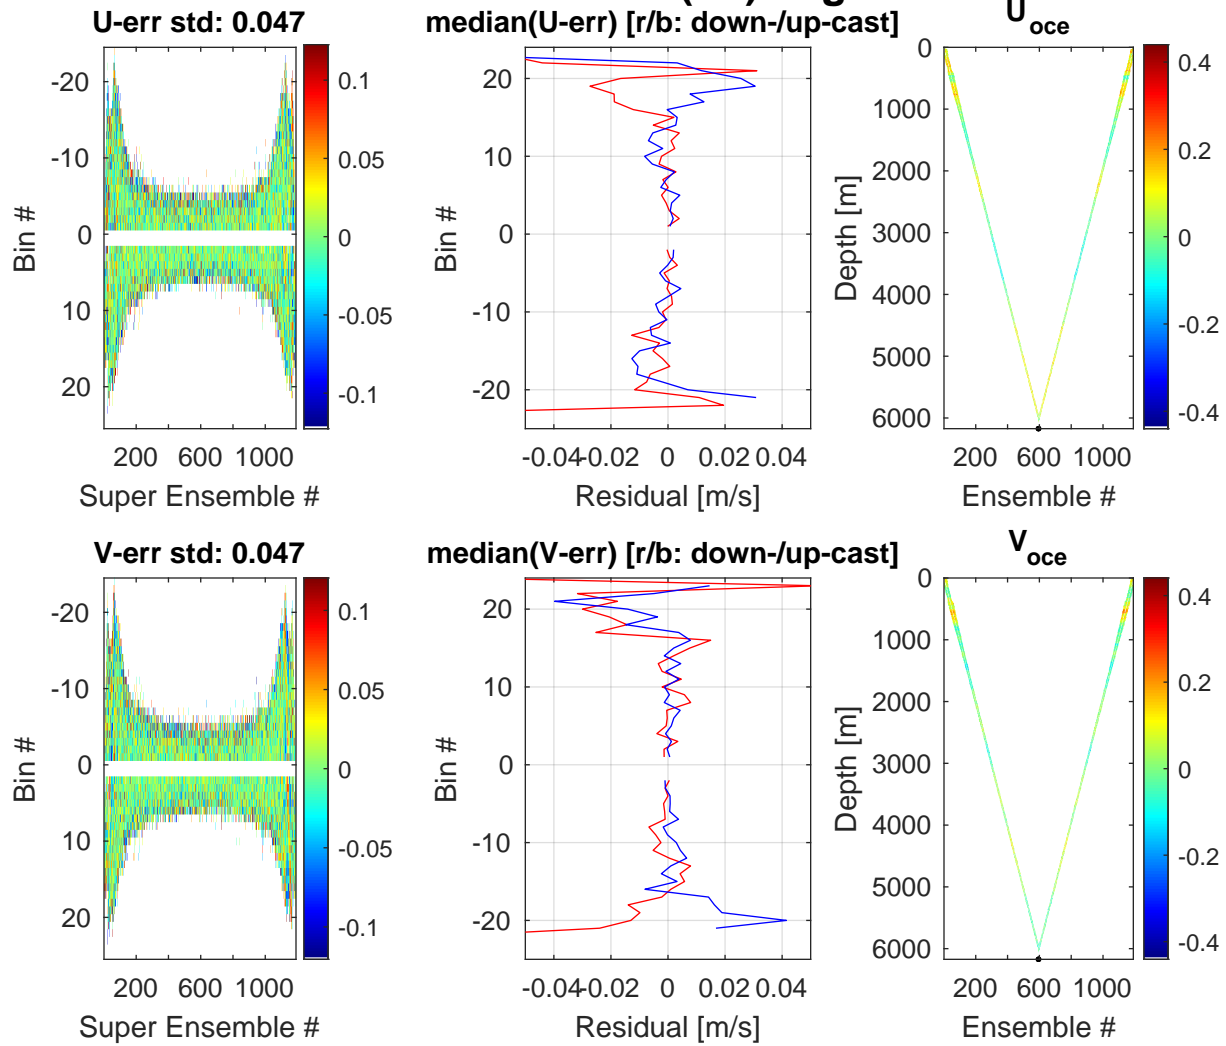 U-err std: 0.047
median(U-err) [r/b: down-/up-cast]
U
oce
-20
-10
0
10
20
Bin #
200 600 1000
Super Ensemble #
0.1
0.05
0
-0.05
-0.1
20
10
0
-10
-20
Bin #
-0.04 -0.02 0 0.02 0.04
Residual [m/s]
0
1000
2000
3000
4000
5000
6000
Depth [m]
200 600 1000
Ensemble #
0.4
0.2
0
-0.2
-0.4
V-err std: 0.047
median(V-err) [r/b: down-/up-cast]
V
oce
-20
-10
0
10
20
Bin #
200 600 1000
Super Ensemble #
0.1
0.05
0
-0.05
-0.1
20
10
0
-10
-20
Bin #
-0.04 -0.02 0 0.02 0.04
Residual [m/s]
0
1000
2000
3000
4000
5000
6000
Depth [m]
200 600 1000
Ensemble #
0.4
0.2
0
-0.2
-0.4